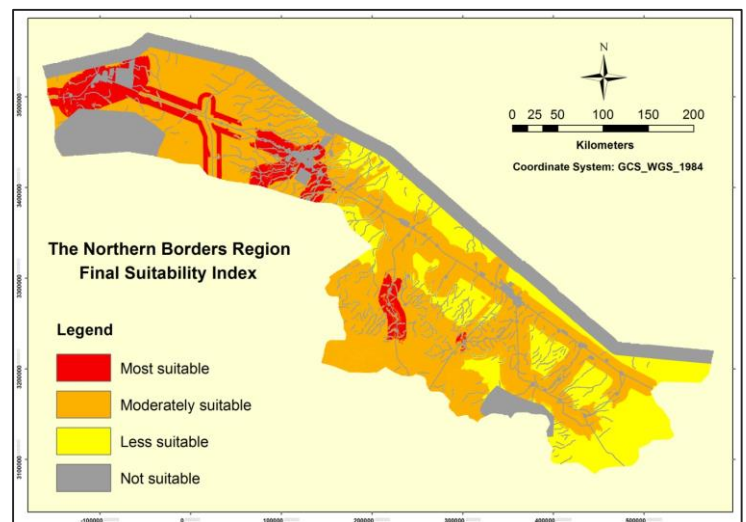 N
0 25 50 100 150 200
Kilometers
Coordinate System: GCS_WGS_1984
The Northern Borders Region
Final Suitability Index
Legend
Most suitable
Moderately suitable
Less suitable
Not suitable
3500000
3400000
3300000
3200000
3100000
-100000 0 100000 200000 300000 400000 500000